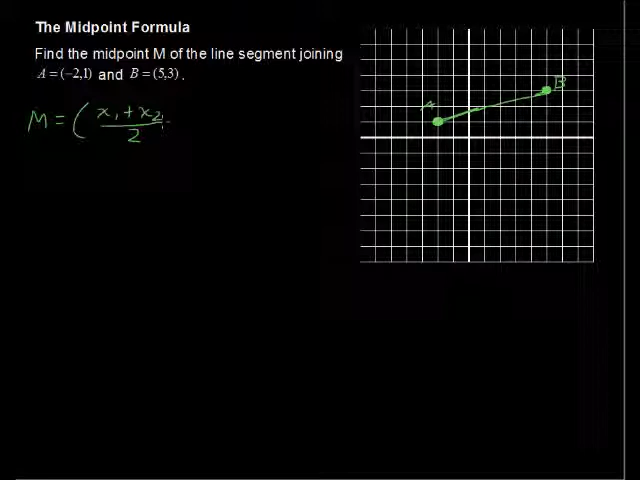 The Midpoint Formula
Find the midpoint M of the line segment joining
A = (−2,1) and B = (5,3) .
M = ( x₁ + x₂ / 2
A
B